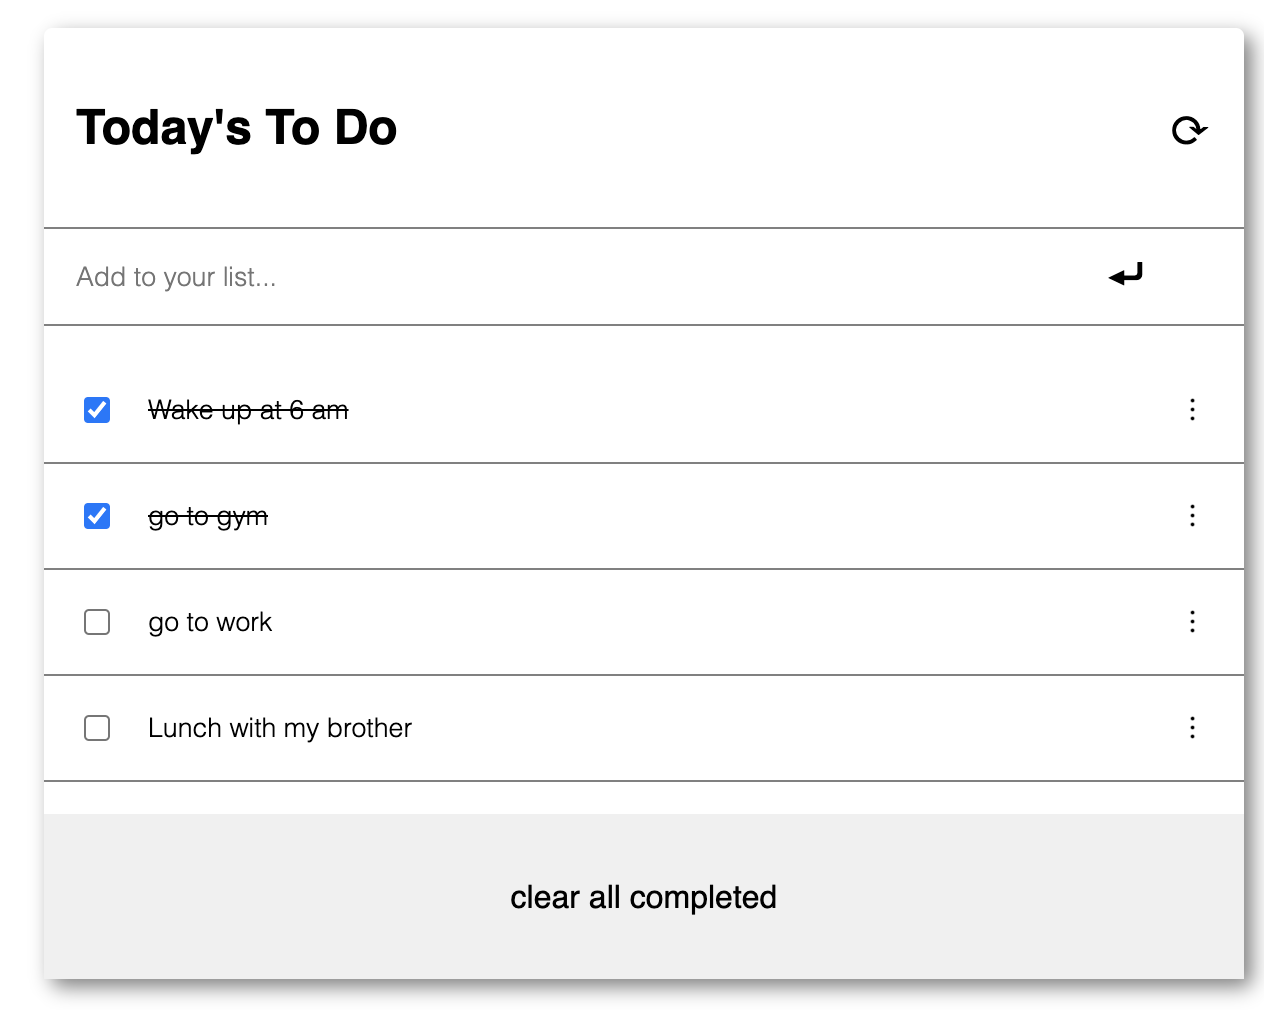 Today's To Do
Add to your list...
Wake up at 6 am
go to gym
go to work
Lunch with my brother
clear all completed